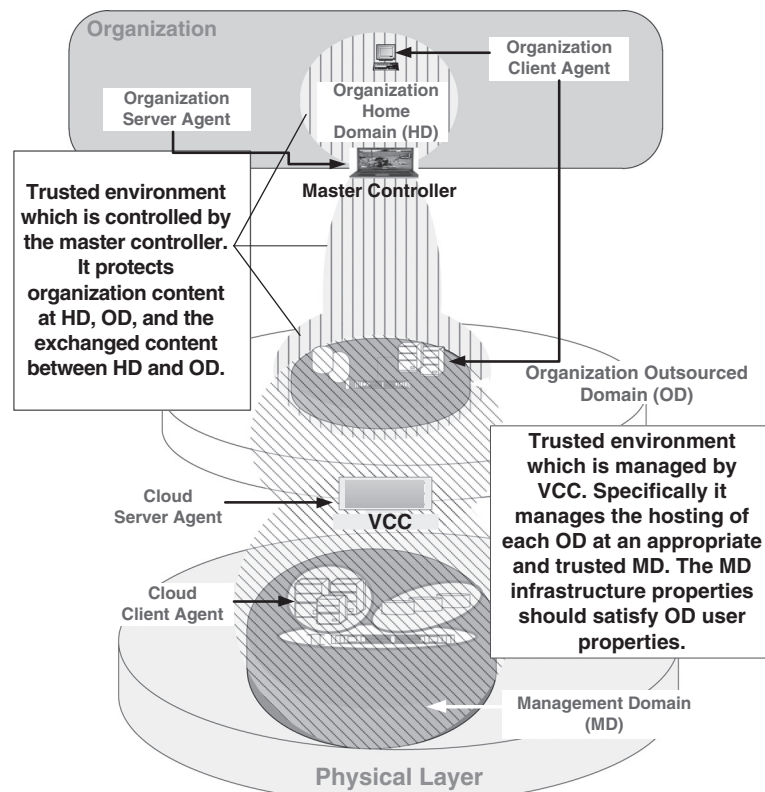 Organization
Organization
Client Agent
Organization
Server Agent
Organization
Home
Domain (HD)
Master Controller
Trusted environment
which is controlled by
the master controller.
It protects
organization content
at HD, OD, and the
exchanged content
between HD and OD.
Organization Outsourced
Domain (OD)
Trusted environment
which is managed by
VCC. Specifically it
manages the hosting of
each OD at an appropriate
and trusted MD. The MD
infrastructure properties
should satisfy OD user
properties.
Cloud
Server Agent
VCC
Cloud
Client Agent
Management Domain
(MD)
Physical Layer